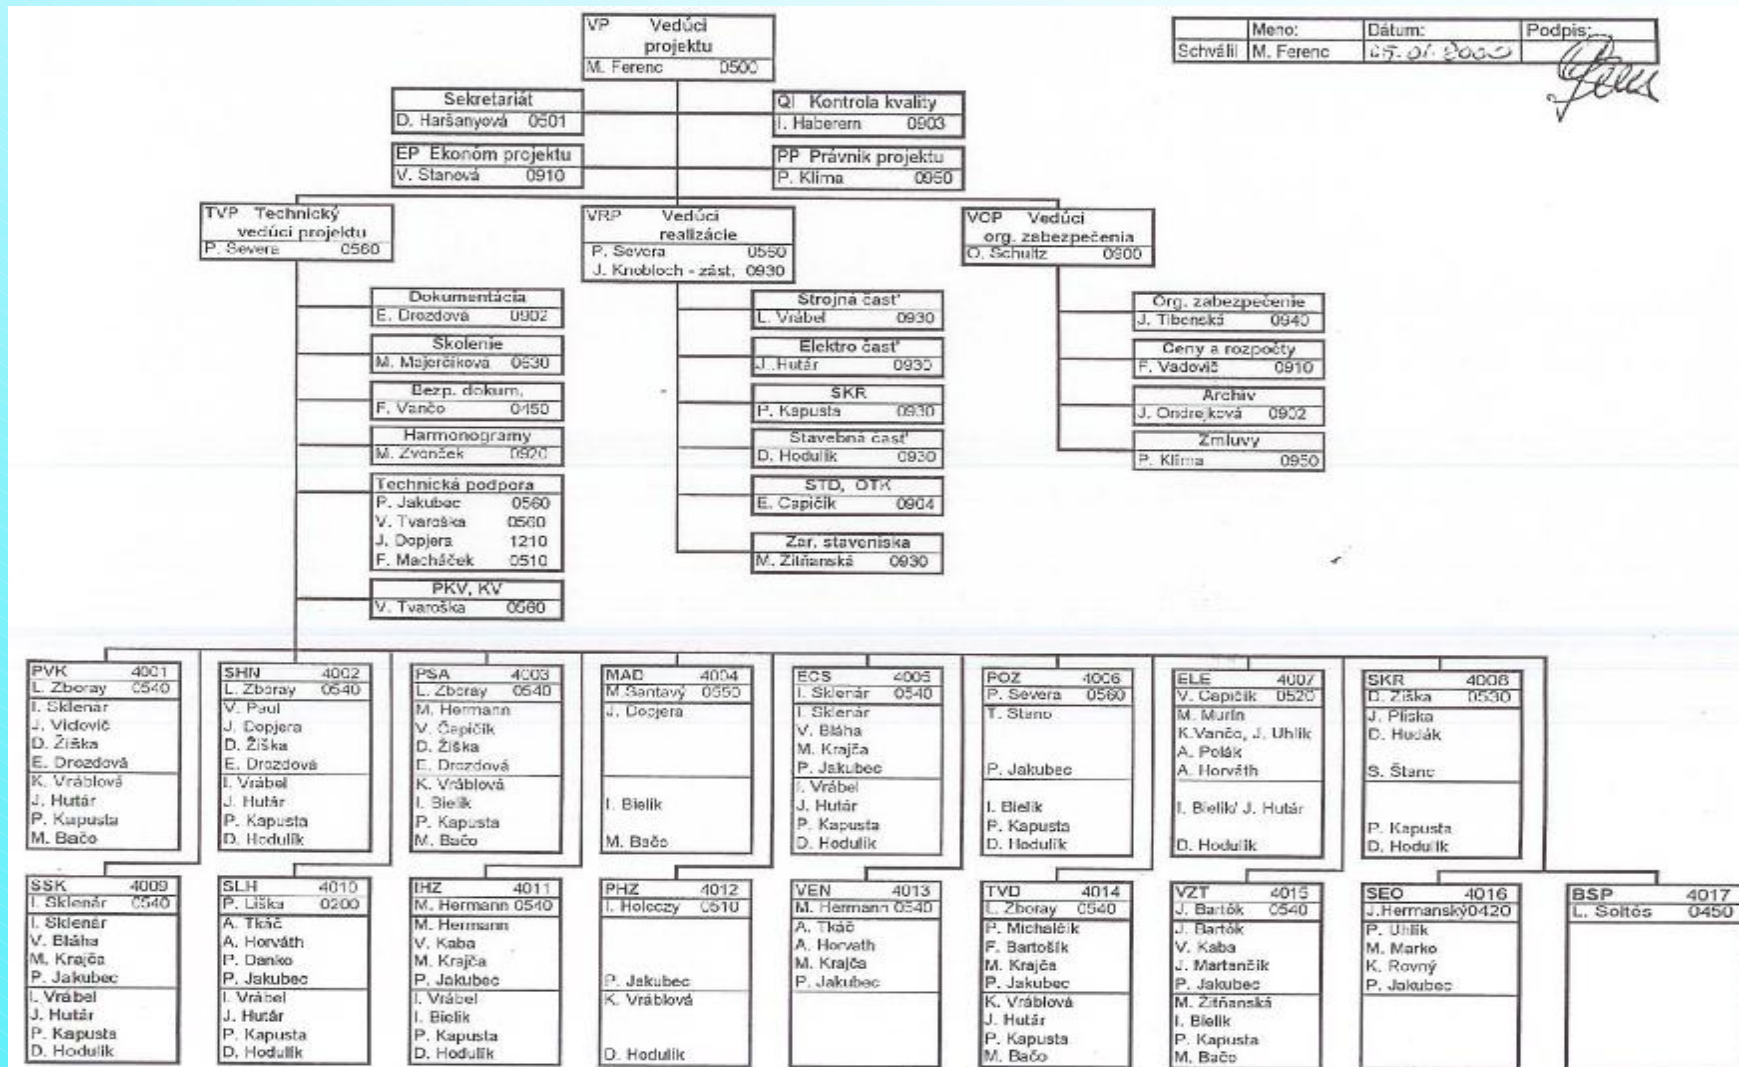 VP Vedúci
projektu
M. Ferenc 0500
Meno: Dátum: Podpis:
Schválil M. Ferenc
Sekretariát
D. Haršanyová 0501
QI Kontrola kvality
I. Haberern 0903
EP Ekonóm projektu
V. Stanová 0910
PP Právnik projektu
P. Klima 0950
TVP Technický
vedúci projektu
P. Severa 0560
VRP Vedúci
realizácie
P. Severa 0550
J. Knobloch - zást. 0930
VOP Vedúci
org. zabezpečenia
O. Schultz 0900
Dokumentácia
E. Drozdová 0902
Školenie
M. Majerčíková 0530
Bezp. dokum.
F. Vančo 0450
Harmonogramy
M. Zvonček 0920
Technická podpora
P. Jakubec 0560
V. Tvaroška 0560
J. Dopjera 1210
F. Macháček 0510
PKV, KV
V. Tvaroška 0560
Strojná časť
L. Vrábel 0930
Elektro časť
J. Hutár 0930
SKR
P. Kapusta 0930
Stavebná časť
D. Hodulík 0930
STD, OTK
E. Capičík 0904
Zar. staveniska
M. Žitňanská 0930
Org. zabezpečenie
J. Tibenská 0940
Ceny a rozpočty
F. Vadovič 0910
Archív
J. Ondrejková 0902
Zmluvy
P. Klima 0950
PVK 4001
L. Zboray 0540
I. Sklenár
J. Vidovič
D. Žiška
E. Drozdová
K. Vráblová
J. Hutár
P. Kapusta
M. Bačo
SHN 4002
L. Zboray 0540
V. Paul
J. Dopjera
D. Žiška
E. Drozdová
I. Vrábel
J. Hutár
P. Kapusta
D. Hodulík
PSA 4003
L. Zboray 0540
M. Hermann
V. Čapičík
D. Žiška
E. Drozdová
K. Vráblová
I. Bielik
P. Kapusta
M. Bačo
MAD 4004
M.Santavý 0550
J. Dopjera
I. Bielik
M. Bačo
ECS 4005
I. Sklenár 0540
I. Sklenár
V. Bláha
M. Krajča
P. Jakubec
I. Vrábel
J. Hutár
P. Kapusta
D. Hodulík
POZ 4006
P. Severa 0560
T. Stano
P. Jakubec
I. Bielik
P. Kapusta
D. Hodulík
ELE 4007
V. Capičík 0520
M. Murín
K.Vančo, J. Uhlík
A. Polák
A. Horváth
I. Bielik/ J. Hutár
D. Hodulík
SKR 4008
D. Žiška 0530
J. Pliska
D. Hudák
S. Štanc
P. Kapusta
D. Hodulík
SSK 4009
I. Sklenár 0540
I. Sklenár
V. Bláha
M. Krajča
P. Jakubec
I. Vrábel
J. Hutár
P. Kapusta
D. Hodulík
SLH 4010
P. Liška 0200
A. Tkáč
A. Horváth
P. Danko
P. Jakubec
I. Vrábel
J. Hutár
P. Kapusta
D. Hodulík
IHZ 4011
M. Hermann 0540
M. Hermann
V. Kaba
M. Krajča
P. Jakubec
I. Vrábel
I. Bielik
P. Kapusta
D. Hodulík
PHZ 4012
I. Holeczy 0510
P. Jakubec
K. Vráblová
D. Hodulík
VEN 4013
M. Hermann 0540
A. Tkáč
A. Horvath
M. Krajča
P. Jakubec
TVD 4014
L. Zboray 0540
P. Michalčík
F. Bartošík
M. Krajča
P. Jakubec
K. Vráblová
J. Hutár
P. Kapusta
M. Bačo
VZT 4015
J. Bartók 0540
J. Bartók
V. Kaba
J. Martančík
P. Jakubec
M. Žitňanská
I. Bielik
P. Kapusta
M. Bačo
SEO 4016
J.Hermanský0420
P. Uhlík
M. Marko
K. Rovný
P. Jakubec
BSP 4017
L. Soltés 0450